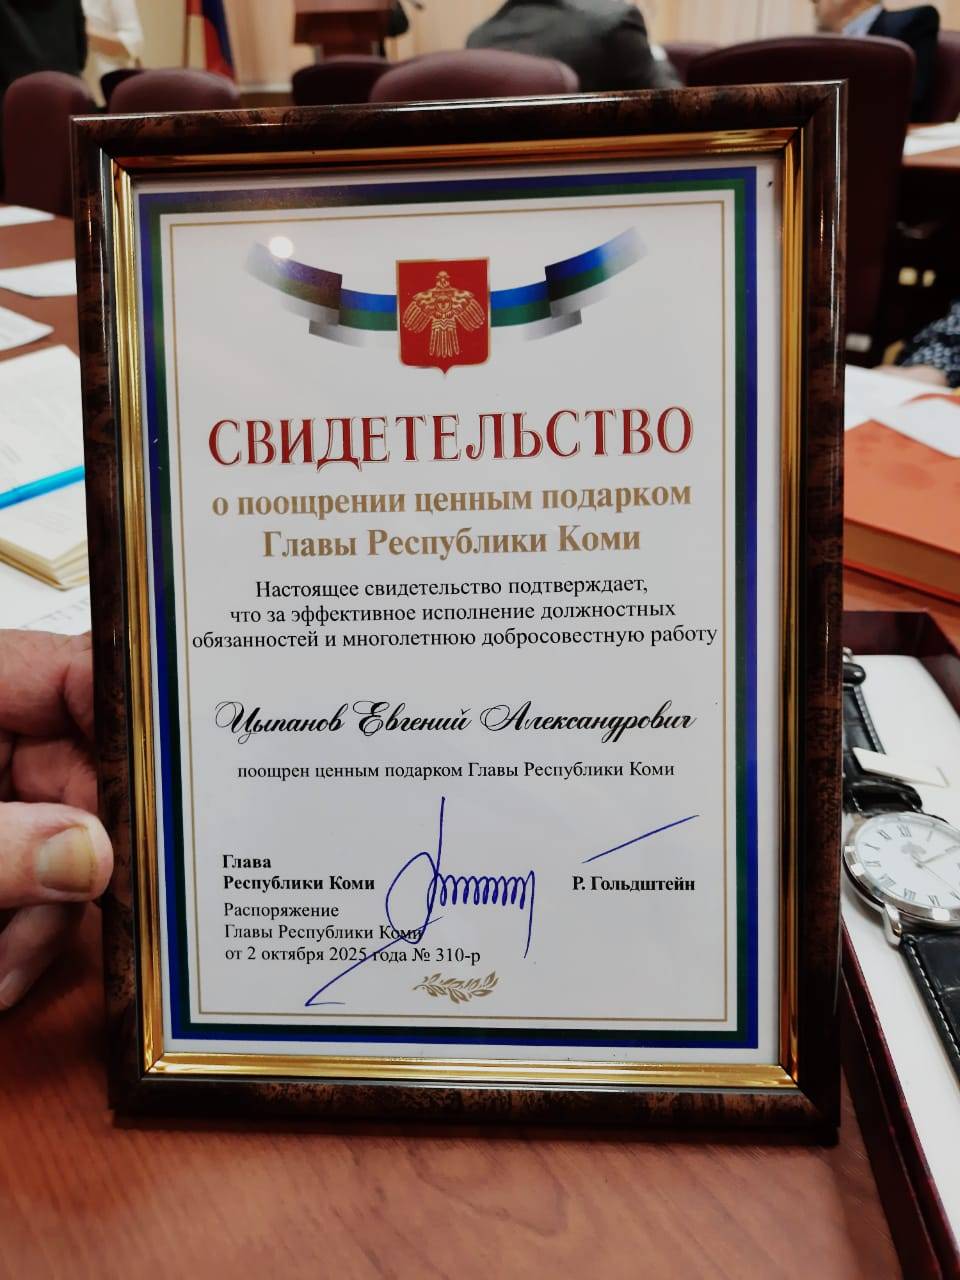 СВИДЕТЕЛЬСТВО
о поощрении ценным подарком
Главы Республики Коми
Настоящее свидетельство подтверждает,
что за эффективное исполнение должностных
обязанностей и многолетнюю добросовестную работу
Цыпанов Евгений Александрович
поощрен ценным подарком Главы Республики Коми
Глава
Республики Коми
Р. Гольдштейн
Распоряжение
Главы Республики Коми
от 2 октября 2025 года № 310-р